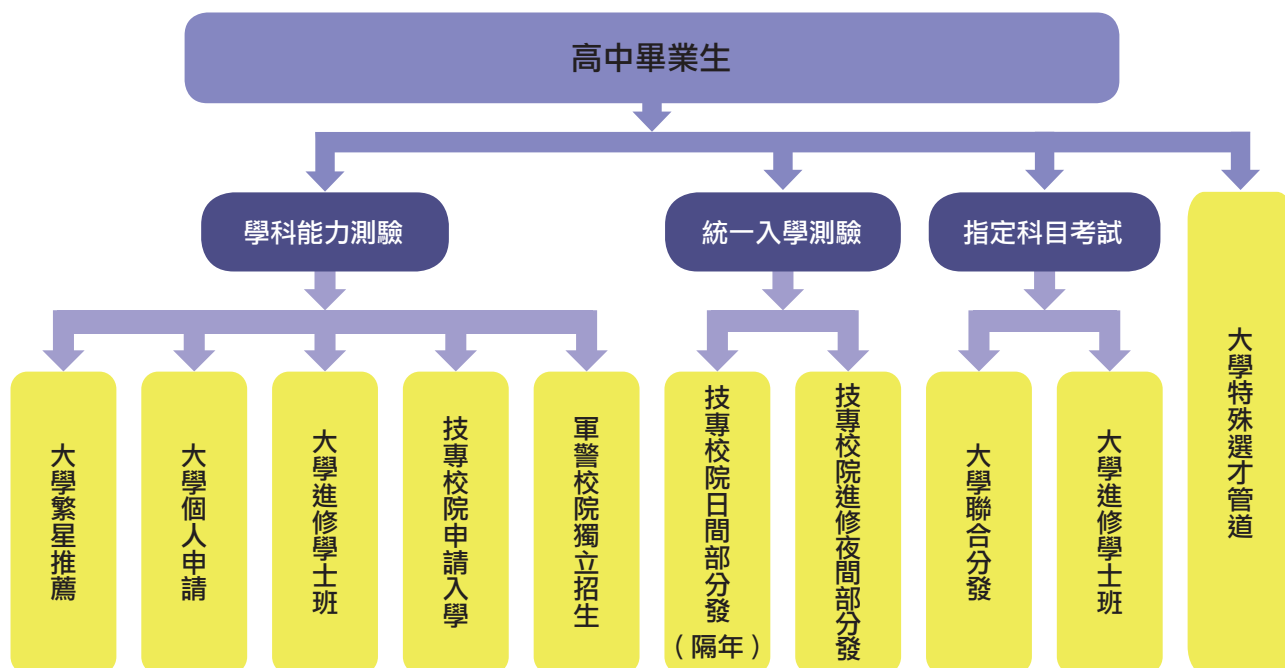 高中畢業生
學科能力測驗
統一入學測驗
指定科目考試
大學繁星推薦
大學個人申請
大學進修學士班
技專校院申請入學
軍警校院獨立招生
技專校院日間部分發
（隔年）
技專校院進修夜間部分發
大學聯合分發
大學進修學士班
大學特殊選才管道